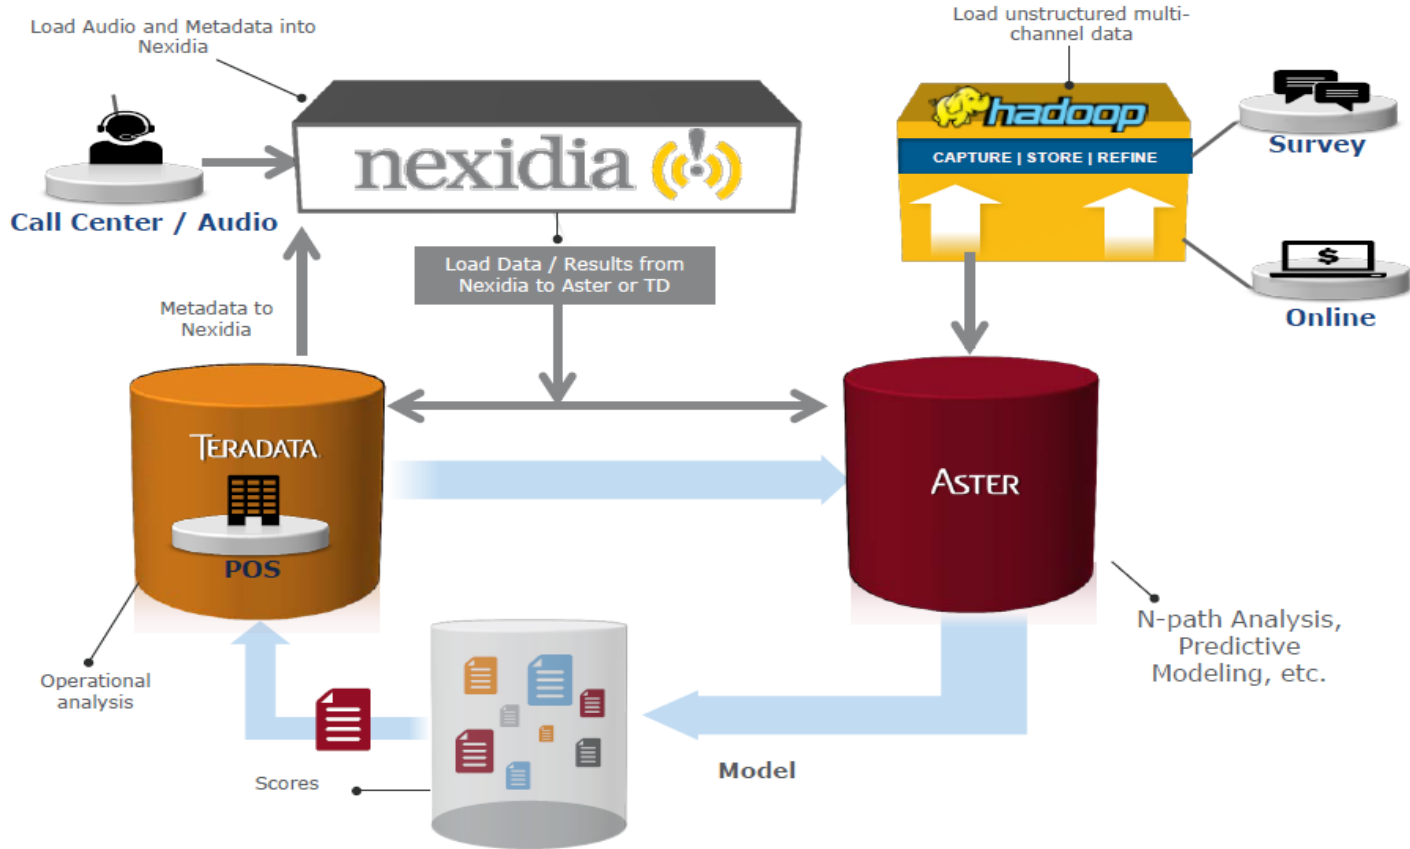 Load Audio and Metadata into
Nexidia
Load unstructured multi-
channel data
nexidia
hadoop
CAPTURE | STORE | REFINE
Survey
Call Center / Audio
Load Data / Results from
Nexidia to Aster or TD
Metadata to
Nexidia
$
Online
TERADATA
POS
ASTER
N-path Analysis,
Predictive
Modeling, etc.
Operational
analysis
Scores
Model